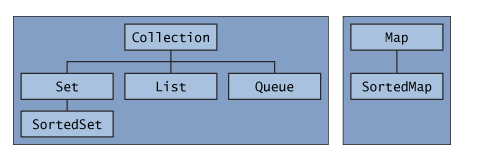 Collection
Map
Set
List
Queue
SortedMap
SortedSet